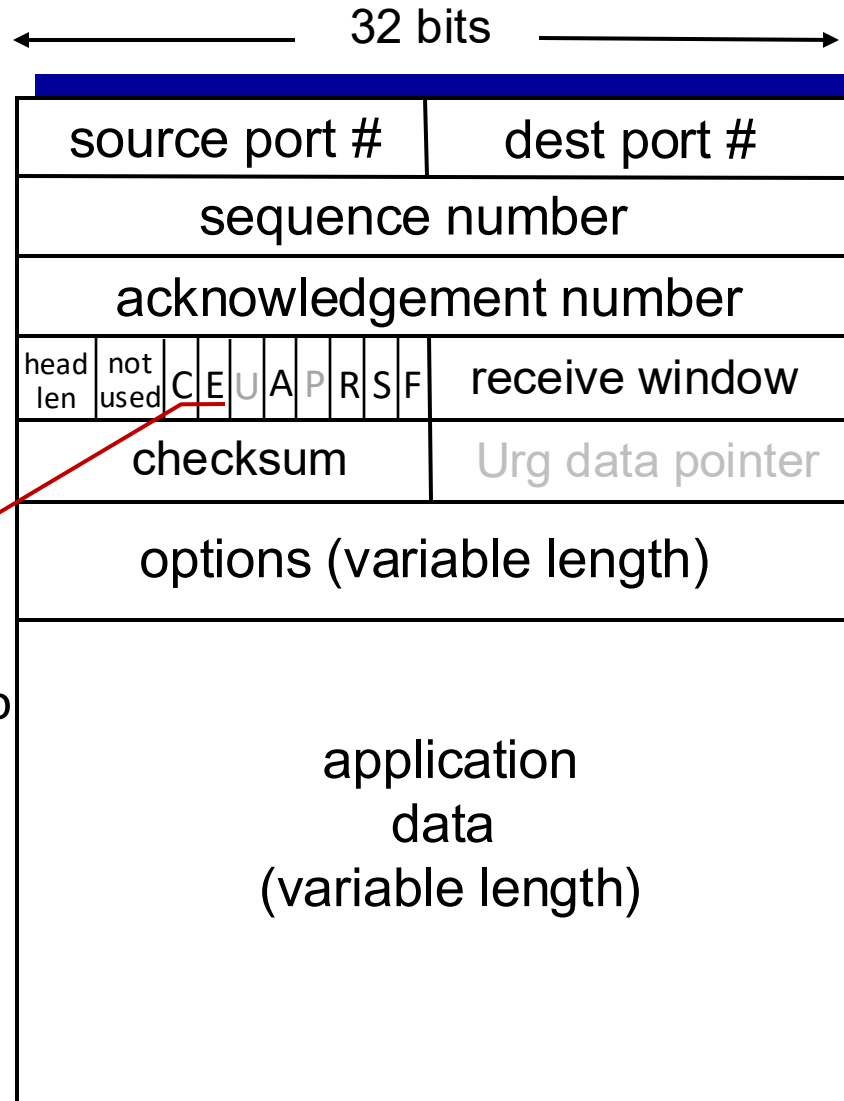 32 bits
source port # dest port #
sequence number
acknowledgement number
head len not used C E U A P R S F receive window
checksum Urg data pointer
options (variable length)
application
data
(variable length)